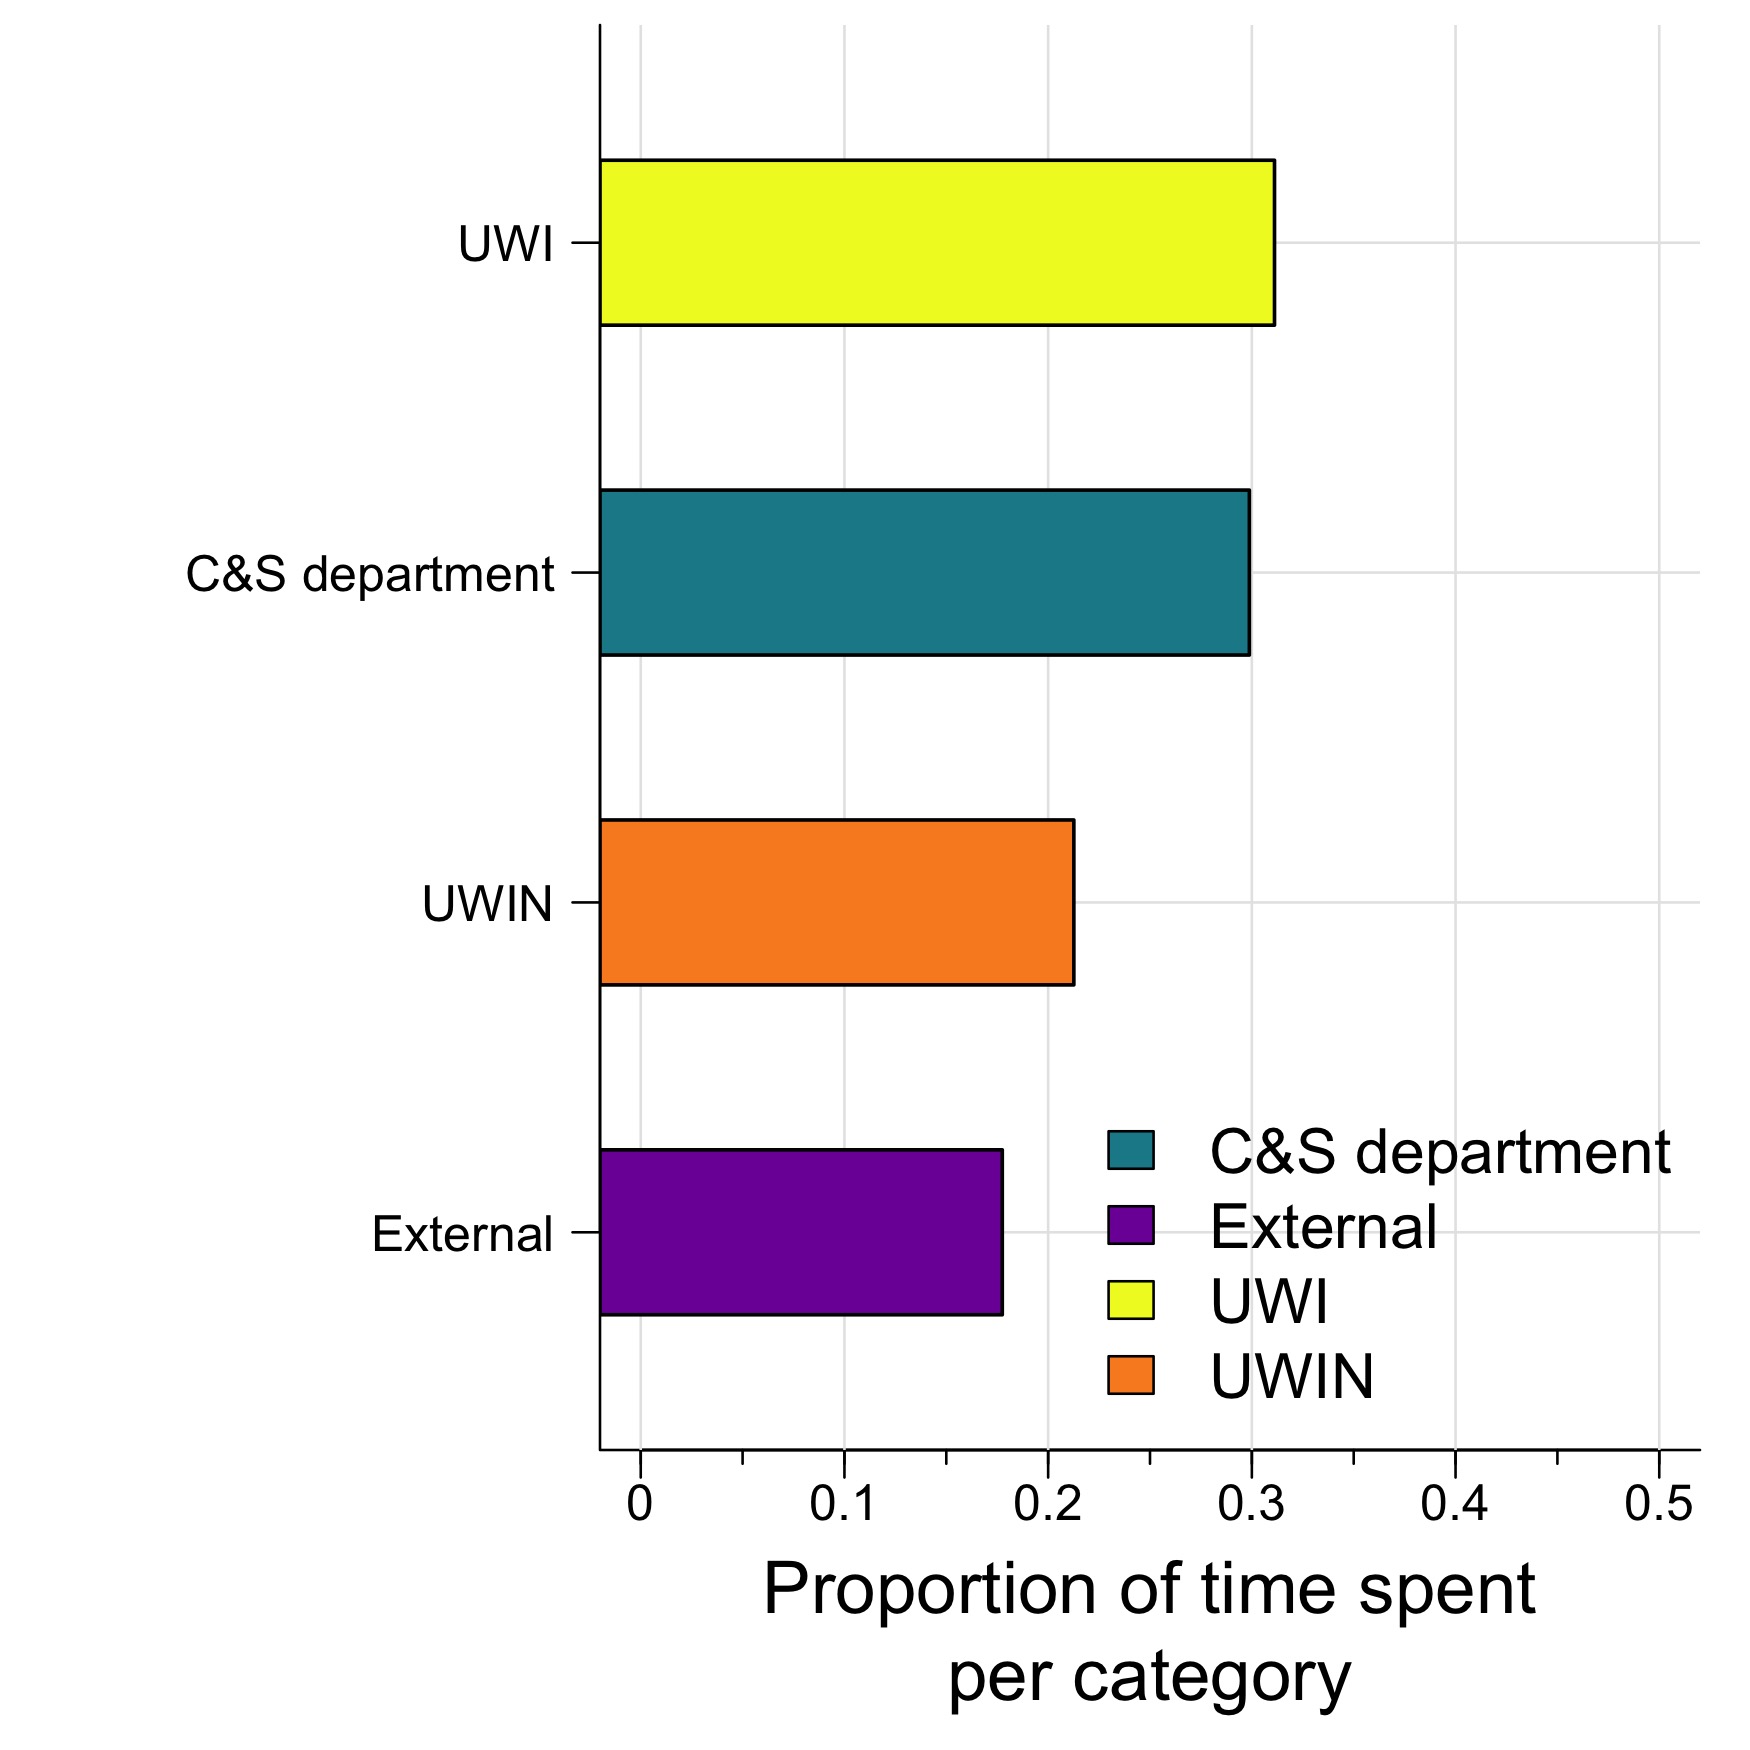 UWI
C&S department
UWIN
External
C&S department
External
UWI
UWIN
0 0.1 0.2 0.3 0.4 0.5
Proportion of time spent
per category